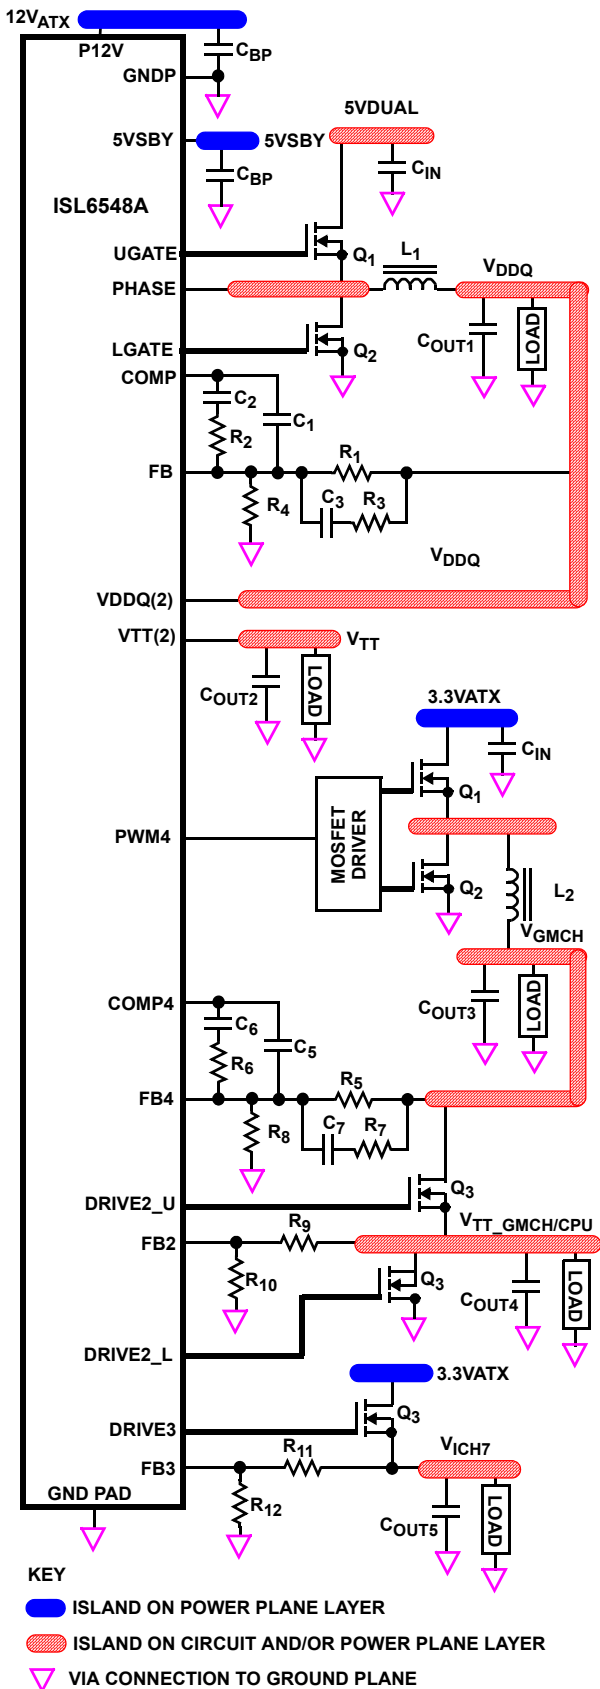 12VATX
P12V
CBP
GNDP
5VDUAL
5VSBY
5VSBY
CIN
CBP
ISL6548A
UGATE
Q1
L1
VDDQ
PHASE
LGATE
Q2
COUT1
LOAD
COMP
C2
C1
R2
R1
FB
R4
C3
R3
VDDQ
VDDQ(2)
VTT(2)
VTT
COUT2
LOAD
3.3VATX
CIN
Q1
PWM4
MOSFET
DRIVER
Q2
L2
VGMCH
COMP4
COUT3
LOAD
C6
C5
R6
R5
FB4
R8
C7
R7
Q3
DRIVE2_U
R9
VTT_GMCH/CPU
FB2
R10
Q3
COUT4
LOAD
DRIVE2_L
3.3VATX
Q3
DRIVE3
R11
VICH7
FB3
GND PAD
R12
COUT5
LOAD
KEY
ISLAND ON POWER PLANE LAYER
ISLAND ON CIRCUIT AND/OR POWER PLANE LAYER
VIA CONNECTION TO GROUND PLANE